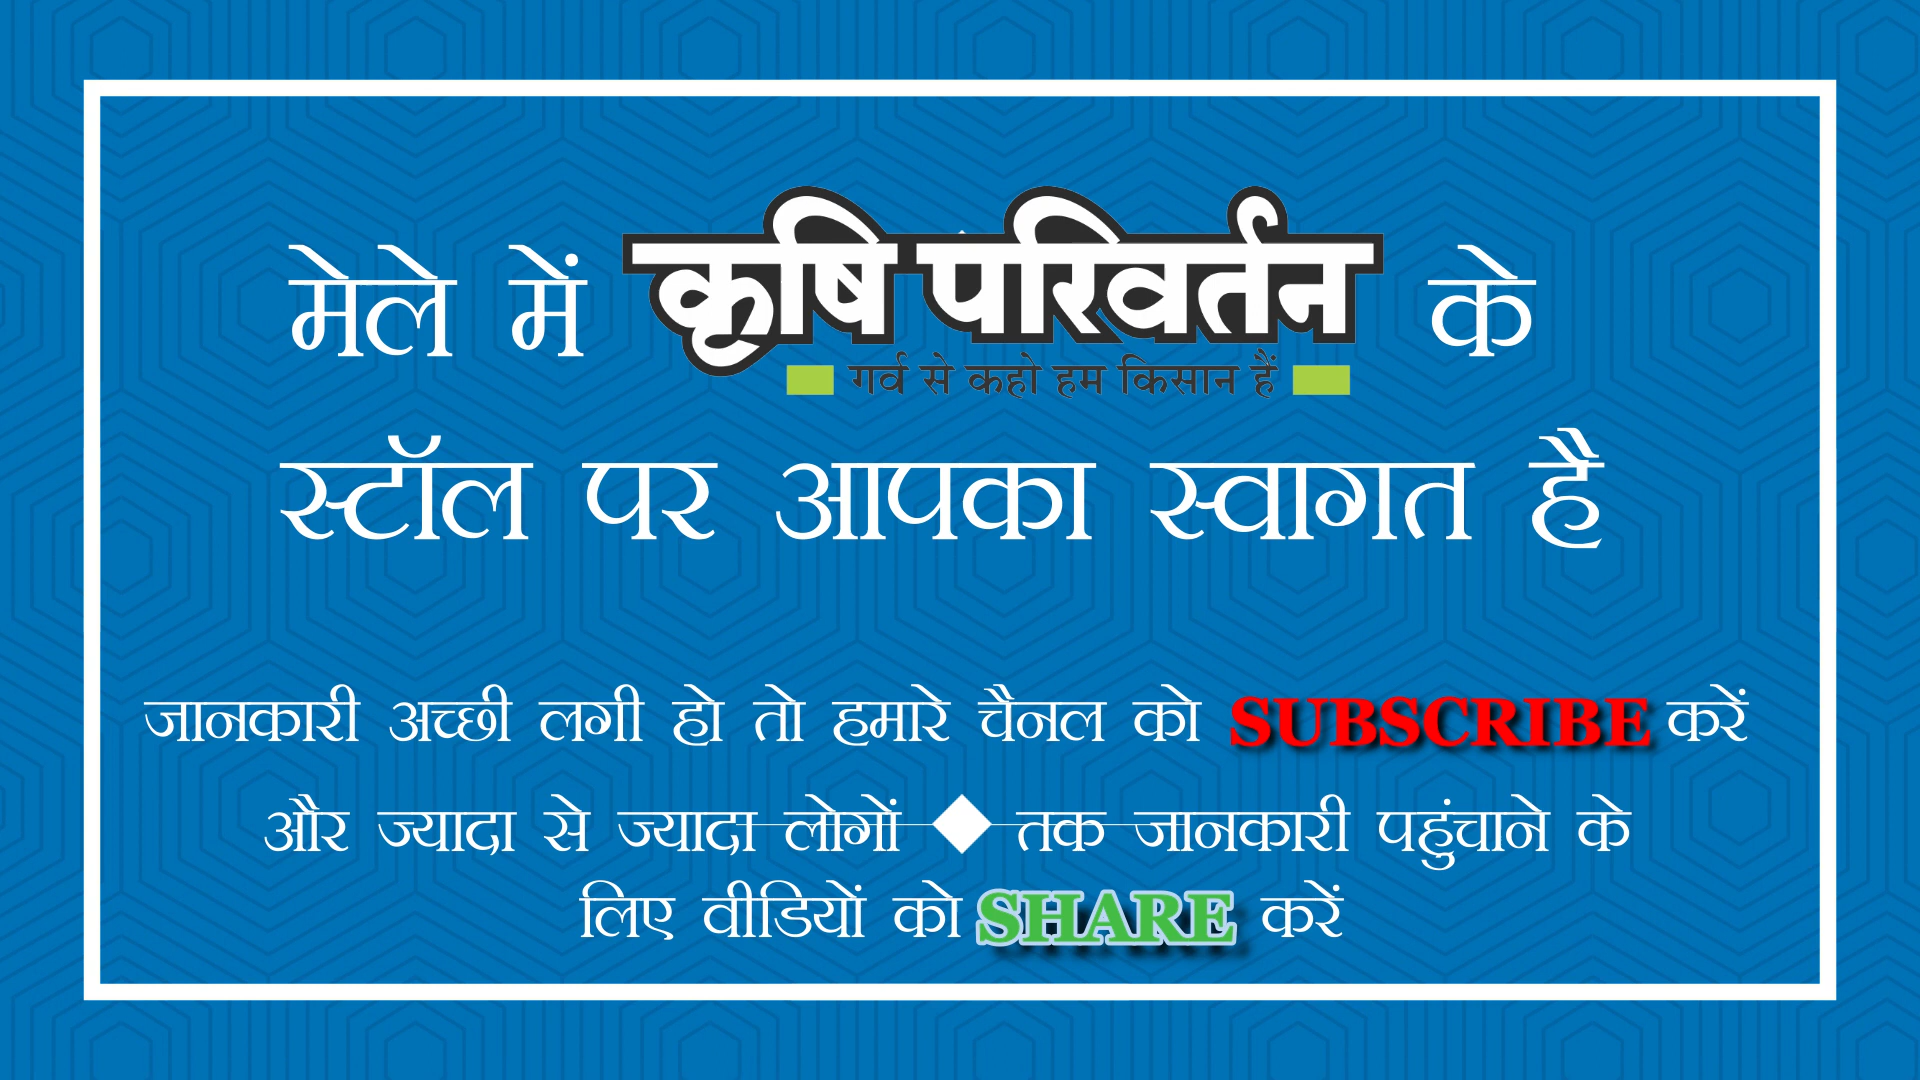 मेले में कृषि परिवर्तन के
गर्व से कहो हम किसान हैं
स्टॉल पर आपका स्वागत है
जानकारी अच्छी लगी हो तो हमारे चैनल को SUBSCRIBE करें
और ज्यादा से ज्यादा लोगों तक जानकारी पहुंचाने के
लिए वीडियों को SHARE करें